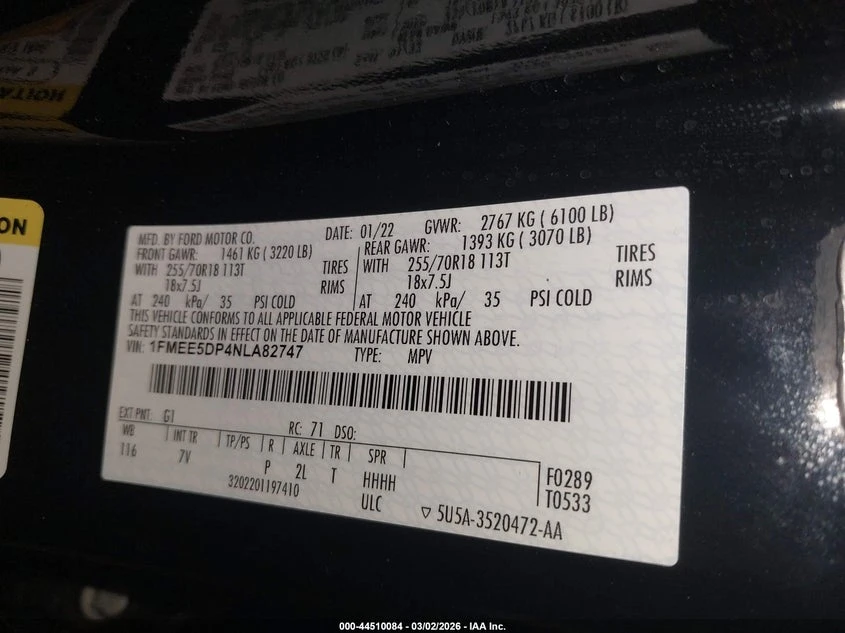 ON
MFD. BY FORD MOTOR CO. DATE: 01/22 GVWR: 2767 KG ( 6100 LB)
FRONT GAWR: 1461 KG ( 3220 LB) REAR GAWR: 1393 KG ( 3070 LB)
WITH 255/70R18 113T TIRES WITH 255/70R18 113T TIRES
18x7.5J RIMS 18x7.5J RIMS
AT 240 kPa/ 35 PSI COLD AT 240 kPa/ 35 PSI COLD
THIS VEHICLE CONFORMS TO ALL APPLICABLE FEDERAL MOTOR VEHICLE
SAFETY STANDARDS IN EFFECT ON THE DATE OF MANUFACTURE SHOWN ABOVE.
VIN: 1FMEE5DP4NLA82747 TYPE: MPV
EXT PNT: G1 RC: 71 DSO:
WB INT TR TP/PS R AXLE TR SPR
116 7V P 2L T HHHH F0289
3202201197410 ULC T0533
▽ 5U5A-3520472-AA
000-44510084 - 03/02/2026 - IAA Inc.